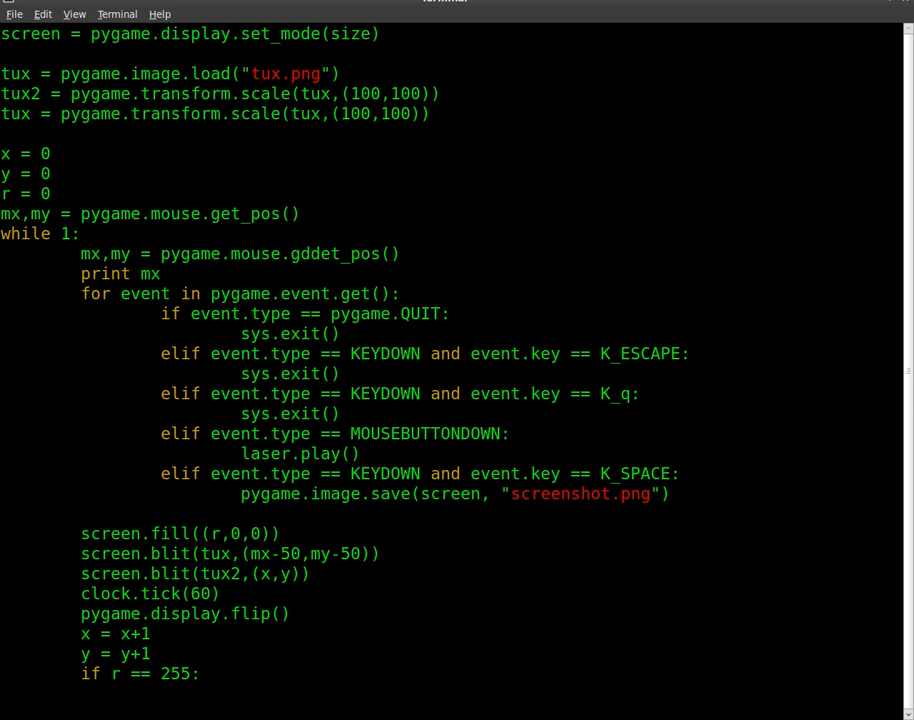 File Edit View Terminal Help
screen = pygame.display.set_mode(size)
tux = pygame.image.load("tux.png")
tux2 = pygame.transform.scale(tux,(100,100))
tux = pygame.transform.scale(tux,(100,100))
x = 0
y = 0
r = 0
mx,my = pygame.mouse.get_pos()
while 1:
mx,my = pygame.mouse.gddet_pos()
print mx
for event in pygame.event.get():
if event.type == pygame.QUIT:
sys.exit()
elif event.type == KEYDOWN and event.key == K_ESCAPE:
sys.exit()
elif event.type == KEYDOWN and event.key == K_q:
sys.exit()
elif event.type == MOUSEBUTTONDOWN:
laser.play()
elif event.type == KEYDOWN and event.key == K_SPACE:
pygame.image.save(screen, "screenshot.png")
screen.fill((r,0,0))
screen.blit(tux,(mx-50,my-50))
screen.blit(tux2,(x,y))
clock.tick(60)
pygame.display.flip()
x = x+1
y = y+1
if r == 255: